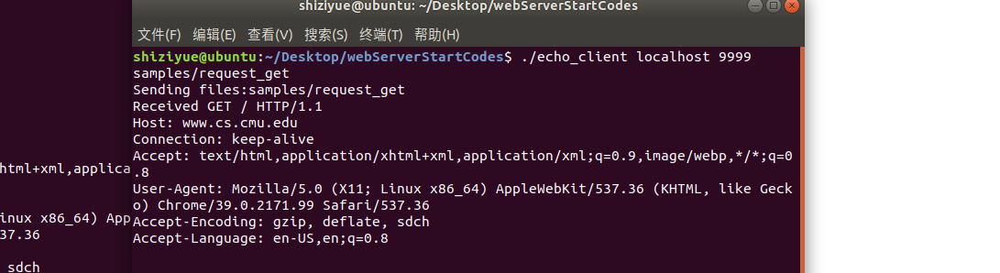 shiziyue@ubuntu: ~/Desktop/webServerStartCodes
文件(F) 编辑(E) 查看(V) 搜索(S) 终端(T) 帮助(H)
shiziyue@ubuntu:~/Desktop/webServerStartCodes$ ./echo_client localhost 9999
samples/request_get
Sending files:samples/request_get
Received GET / HTTP/1.1
Host: www.cs.cmu.edu
Connection: keep-alive
Accept: text/html,application/xhtml+xml,application/xml;q=0.9,image/webp,*/*;q=0
.8
User-Agent: Mozilla/5.0 (X11; Linux x86_64) AppleWebKit/537.36 (KHTML, like Geck
o) Chrome/39.0.2171.99 Safari/537.36
Accept-Encoding: gzip, deflate, sdch
Accept-Language: en-US,en;q=0.8
html+xml,applica
inux x86_64) App
37.36
sdch